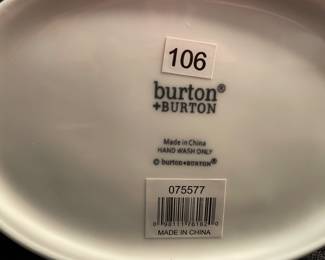 106
burton®
+BURTON
Made in China
HAND WASH ONLY
© burton+BURTON®
075577
MADE IN CHINA